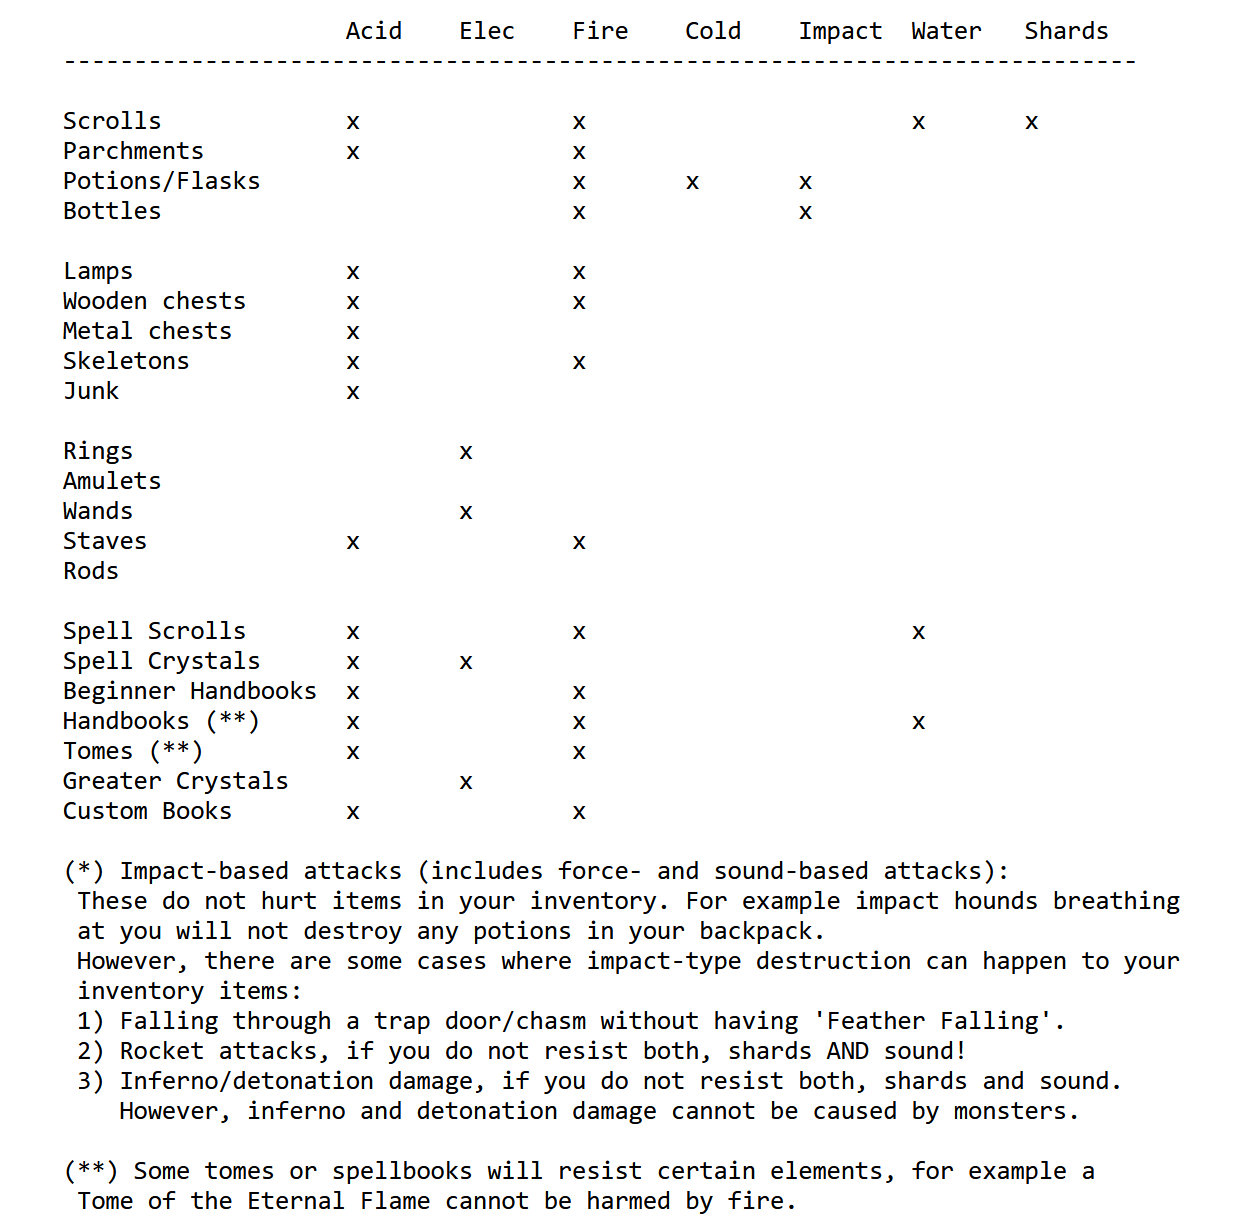 Acid    Elec    Fire    Cold    Impact  Water   Shards
----------------------------------------------------------------------------

Scrolls             x               x                       x       x
Parchments          x               x
Potions/Flasks                      x       x       x
Bottles                             x               x

Lamps               x               x
Wooden chests       x               x
Metal chests        x
Skeletons           x               x
Junk                x

Rings                       x
Amulets
Wands                       x
Staves              x               x
Rods

Spell Scrolls       x               x                       x
Spell Crystals      x       x
Beginner Handbooks  x               x
Handbooks (**)      x               x                       x
Tomes (**)          x               x
Greater Crystals            x
Custom Books        x               x

(*) Impact-based attacks (includes force- and sound-based attacks):
 These do not hurt items in your inventory. For example impact hounds breathing
 at you will not destroy any potions in your backpack.
 However, there are some cases where impact-type destruction can happen to your
 inventory items:
 1) Falling through a trap door/chasm without having 'Feather Falling'.
 2) Rocket attacks, if you do not resist both, shards AND sound!
 3) Inferno/detonation damage, if you do not resist both, shards and sound.
    However, inferno and detonation damage cannot be caused by monsters.

(**) Some tomes or spellbooks will resist certain elements, for example a
 Tome of the Eternal Flame cannot be harmed by fire.